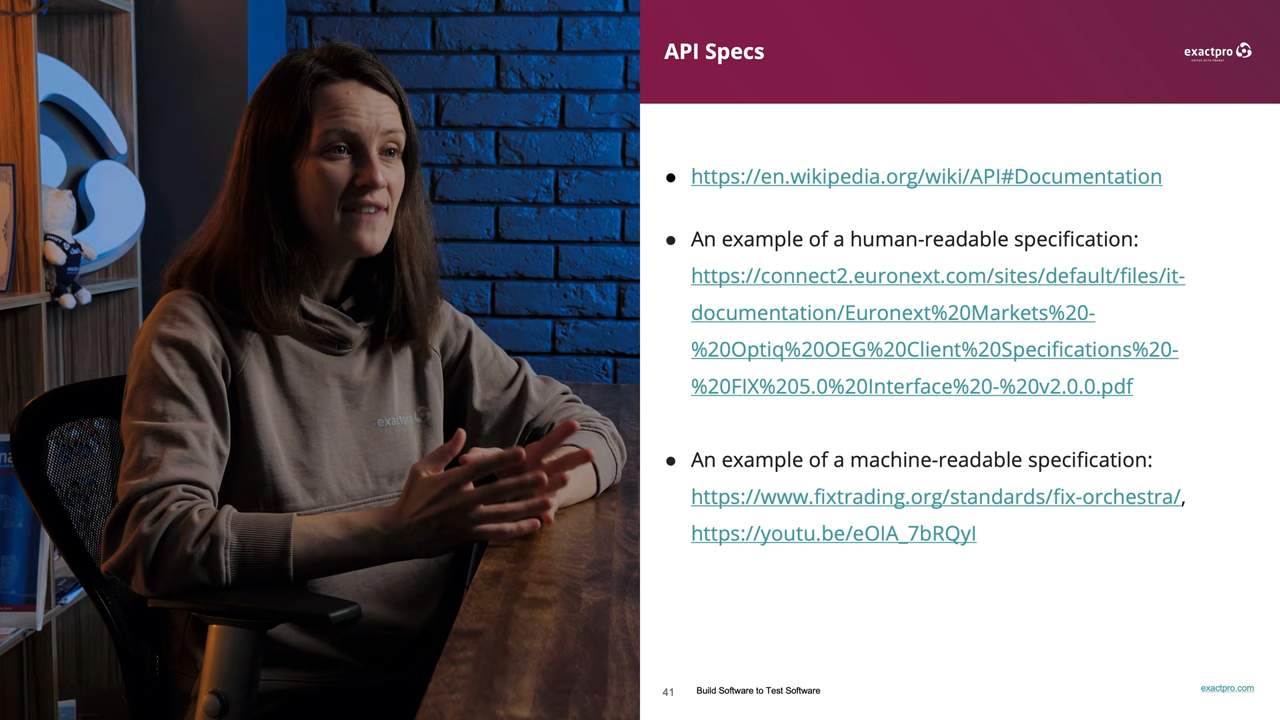 API Specs
exactpro
https://en.wikipedia.org/wiki/API#Documentation
An example of a human-readable specification:
https://connect2.euronext.com/sites/default/files/it-
documentation/Euronext%20Markets%20-
%20Optiq%20OEG%20Client%20Specifications%20-
%20FIX%205.0%20Interface%20-%20v2.0.0.pdf
An example of a machine-readable specification:
https://www.fixtrading.org/standards/fix-orchestra/,
https://youtu.be/eOIA_7bRQyI
41
Build Software to Test Software
exactpro.com
exactpro